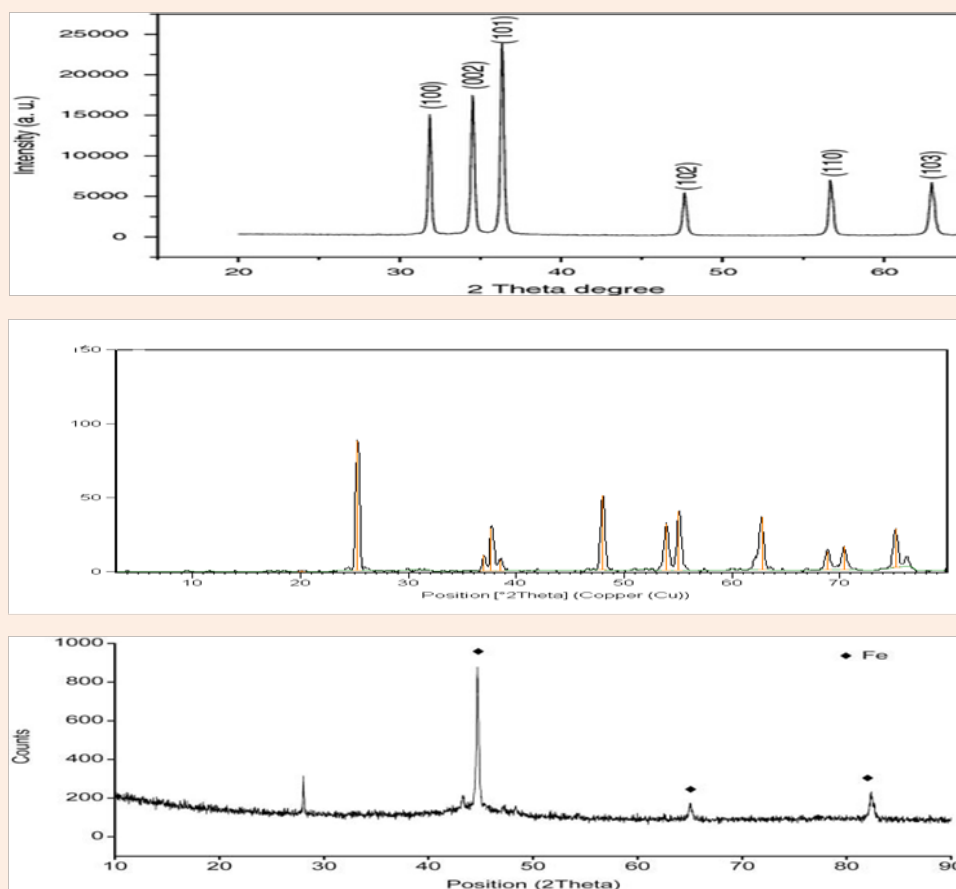 25000
20000
15000
10000
5000
0
Intensity (a. u.)
(100)
(002)
(101)
(102)
(110)
(103)
20 30 40 50 60
2 Theta degree
150
100
50
0
10 20 30 40 50 60 70
Position [°2Theta] (Copper (Cu))
1000
800
600
400
200
0
Counts
◆ Fe
10 20 30 40 50 60 70 80 90
Position (2Theta)